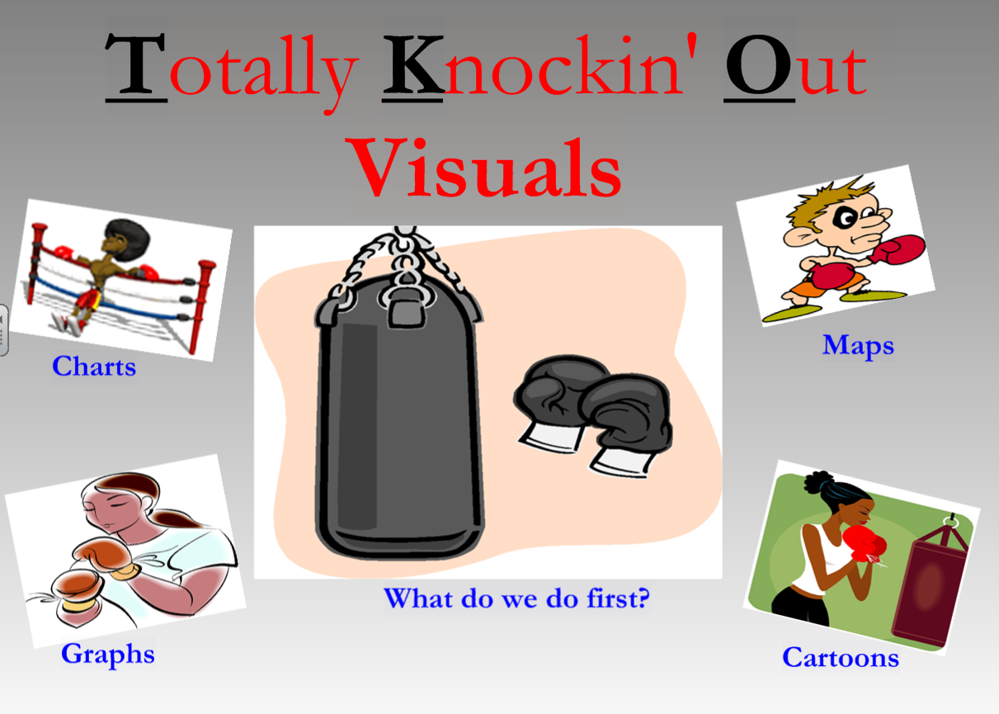 Totally Knockin' Out
Visuals
Charts
Maps
What do we do first?
Graphs
Cartoons